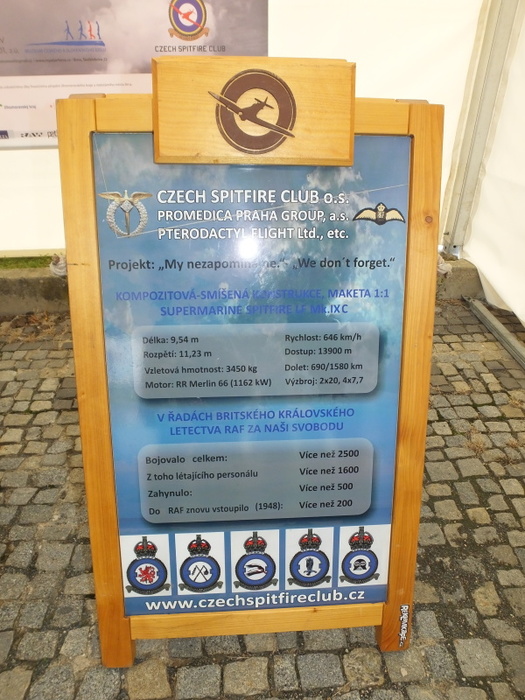 CZECH SPITFIRE CLUB
CZECH SPITFIRE CLUB o.s.
PROMEDICA PRAHA GROUP, a.s.
PTERODACTYL FLIGHT Ltd., etc.
Projekt: „My nezapomínáme.“- „We don´t forget.“
KOMPOZITOVÁ-SMÍŠENÁ KONSTRUKCE, MAKETA 1:1
SUPERMARINE SPITFIRE LF Mk.IXC
Délka: 9,54 m
Rozpětí: 11,23 m
Vzletová hmotnost: 3450 kg
Motor: RR Merlin 66 (1162 kW)
Rychlost: 646 km/h
Dostup: 13900 m
Dolet: 690/1580 km
Výzbroj: 2x20, 4x7,7
V ŘADÁCH BRITSKÉHO KRÁLOVSKÉHO
LETECTVA RAF ZA NAŠI SVOBODU
Bojovalo celkem: Více než 2500
Z toho létajícího personálu Více než 1600
Zahynulo: Více než 500
Do RAF znovu vstoupilo (1948): Více než 200
www.czechspitfireclub.cz